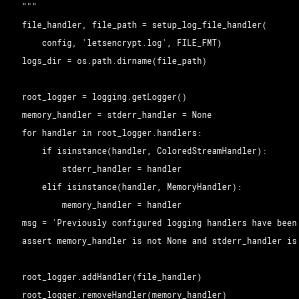 """
file_handler, file_path = setup_log_file_handler(
config, 'letsencrypt.log', FILE_FMT)
logs_dir = os.path.dirname(file_path)
root_logger = logging.getLogger()
memory_handler = stderr_handler = None
for handler in root_logger.handlers:
if isinstance(handler, ColoredStreamHandler):
stderr_handler = handler
elif isinstance(handler, MemoryHandler):
memory_handler = handler
msg = 'Previously configured logging handlers have been
assert memory_handler is not None and stderr_handler is
root_logger.addHandler(file_handler)
root_logger.removeHandler(memory_handler)